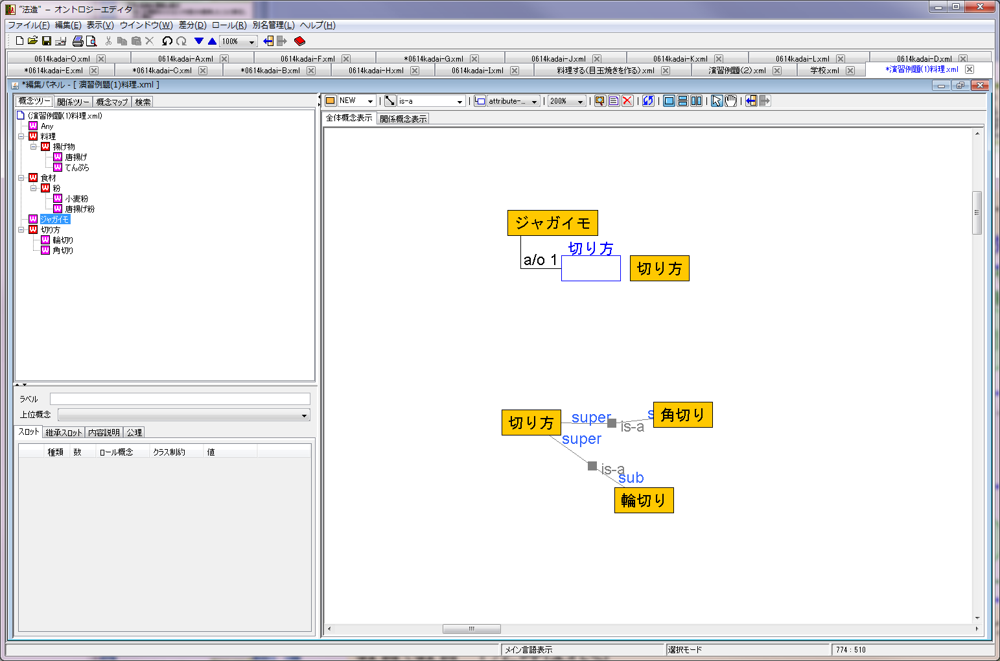 "法造" – オントロジーエディタ
ファイル(F) 編集(E) 表示(V) ウインドウ(W) 差分(D) ロール(R) 別名管理(L) ヘルプ(H)
100%
0614kadai-O.xml 0614kadai-A.xml 0614kadai-F.xml *0614kadai-G.xml 0614kadai-J.xml 0614kadai-K.xml 0614kadai-L.xml 0614kadai-D.xml
*0614kadai-E.xml *0614kadai-C.xml *0614kadai-B.xml 0614kadai-H.xml 0614kadai-I.xml 料理する(目玉焼きを作る).xml 演習例題(2).xml 学校.xml *演習例題(1)料理.xml
*編集パネル - [ 演習例題(1)料理.xml ]
概念ツリー 関係ツリー 概念マップ 検索
NEW is-a attribute-... 200%
全体概念表示 関係概念表示
(演習例題(1)料理.xml)
Any
料理
揚げ物
唐揚げ
てんぷら
食材
粉
小麦粉
唐揚げ粉
ジャガイモ
切り方
輪切り
角切り
ジャガイモ
a/o 1 切り方
切り方
切り方 super is-a s 角切り
super is-a sub
輪切り
ラベル
上位概念
スロット 継承スロット 内容説明 公理
種類 数 ロール概念 クラス制約 値
メイン言語表示 選択モード 774 : 510